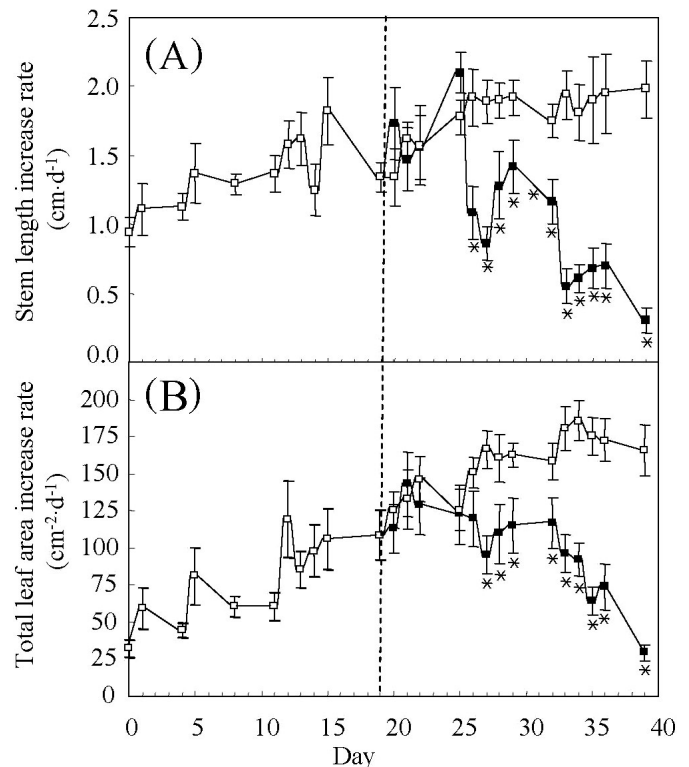 (A)
Stem length increase rate
(cm·d⁻¹)
2.5
2.0
1.5
1.0
0.5
0.0
(B)
Total leaf area increase rate
(cm⁻²·d⁻¹)
200
175
150
125
100
75
50
25
0
0 5 10 15 20 25 30 35 40
Day